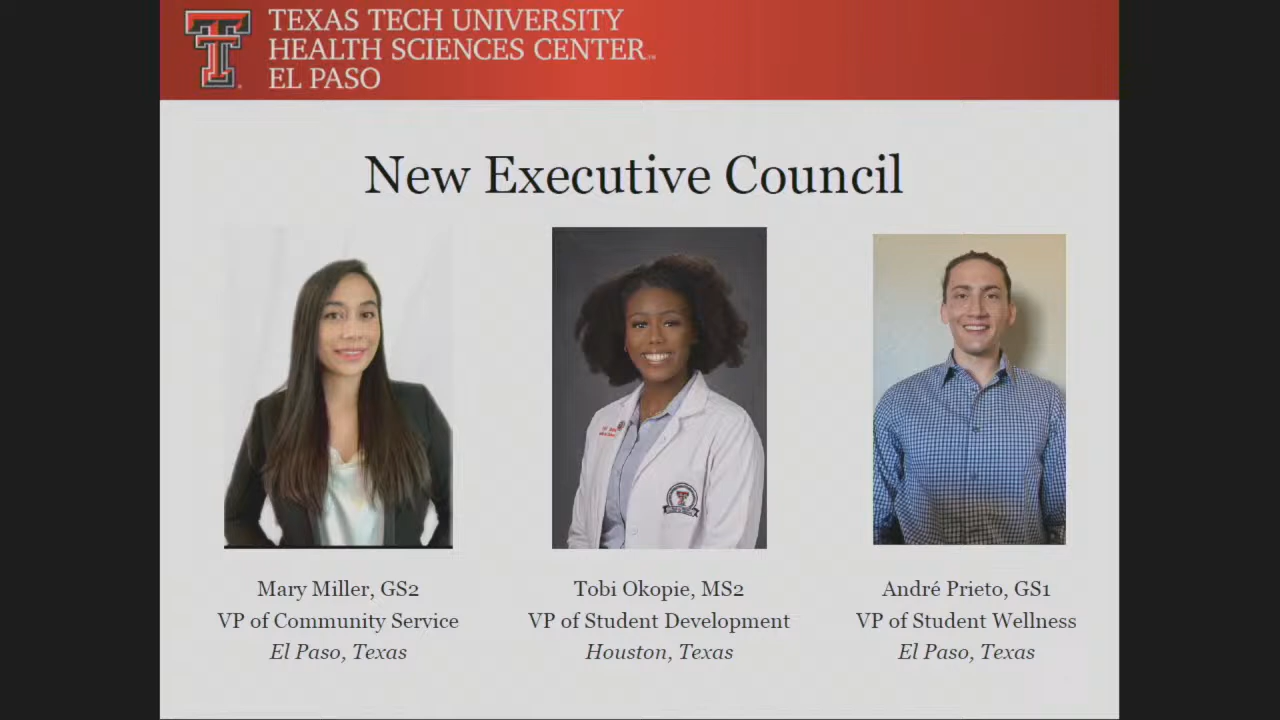 TEXAS TECH UNIVERSITY
HEALTH SCIENCES CENTER™
EL PASO
New Executive Council
Mary Miller, GS2
VP of Community Service
El Paso, Texas
Tobi Okopie, MS2
VP of Student Development
Houston, Texas
André Prieto, GS1
VP of Student Wellness
El Paso, Texas